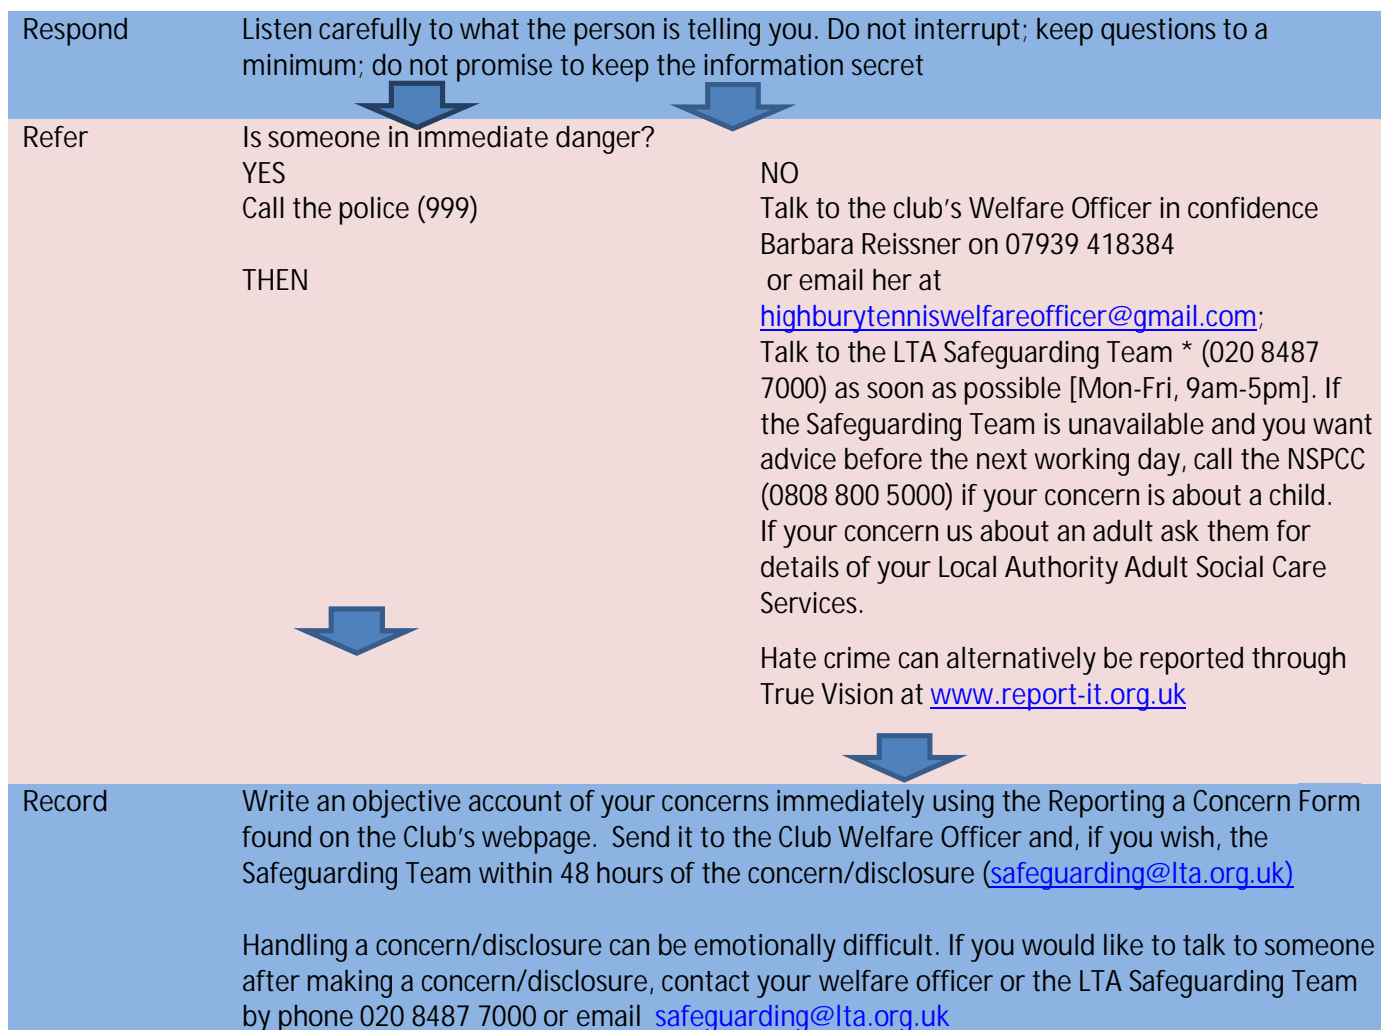 Respond Listen carefully to what the person is telling you. Do not interrupt; keep questions to a
minimum; do not promise to keep the information secret
Refer Is someone in immediate danger?
YES
Call the police (999)
THEN
NO
Talk to the club's Welfare Officer in confidence
Barbara Reissner on 07939 418384
or email her at
highburytenniswelfareofficer@gmail.com;
Talk to the LTA Safeguarding Team * (020 8487
7000) as soon as possible [Mon-Fri, 9am-5pm]. If
the Safeguarding Team is unavailable and you want
advice before the next working day, call the NSPCC
(0808 800 5000) if your concern is about a child.
If your concern us about an adult ask them for
details of your Local Authority Adult Social Care
Services.
Hate crime can alternatively be reported through
True Vision at www.report-it.org.uk
Record Write an objective account of your concerns immediately using the Reporting a Concern Form
found on the Club's webpage. Send it to the Club Welfare Officer and, if you wish, the
Safeguarding Team within 48 hours of the concern/disclosure (safeguarding@lta.org.uk)
Handling a concern/disclosure can be emotionally difficult. If you would like to talk to someone
after making a concern/disclosure, contact your welfare officer or the LTA Safeguarding Team
by phone 020 8487 7000 or email safeguarding@lta.org.uk